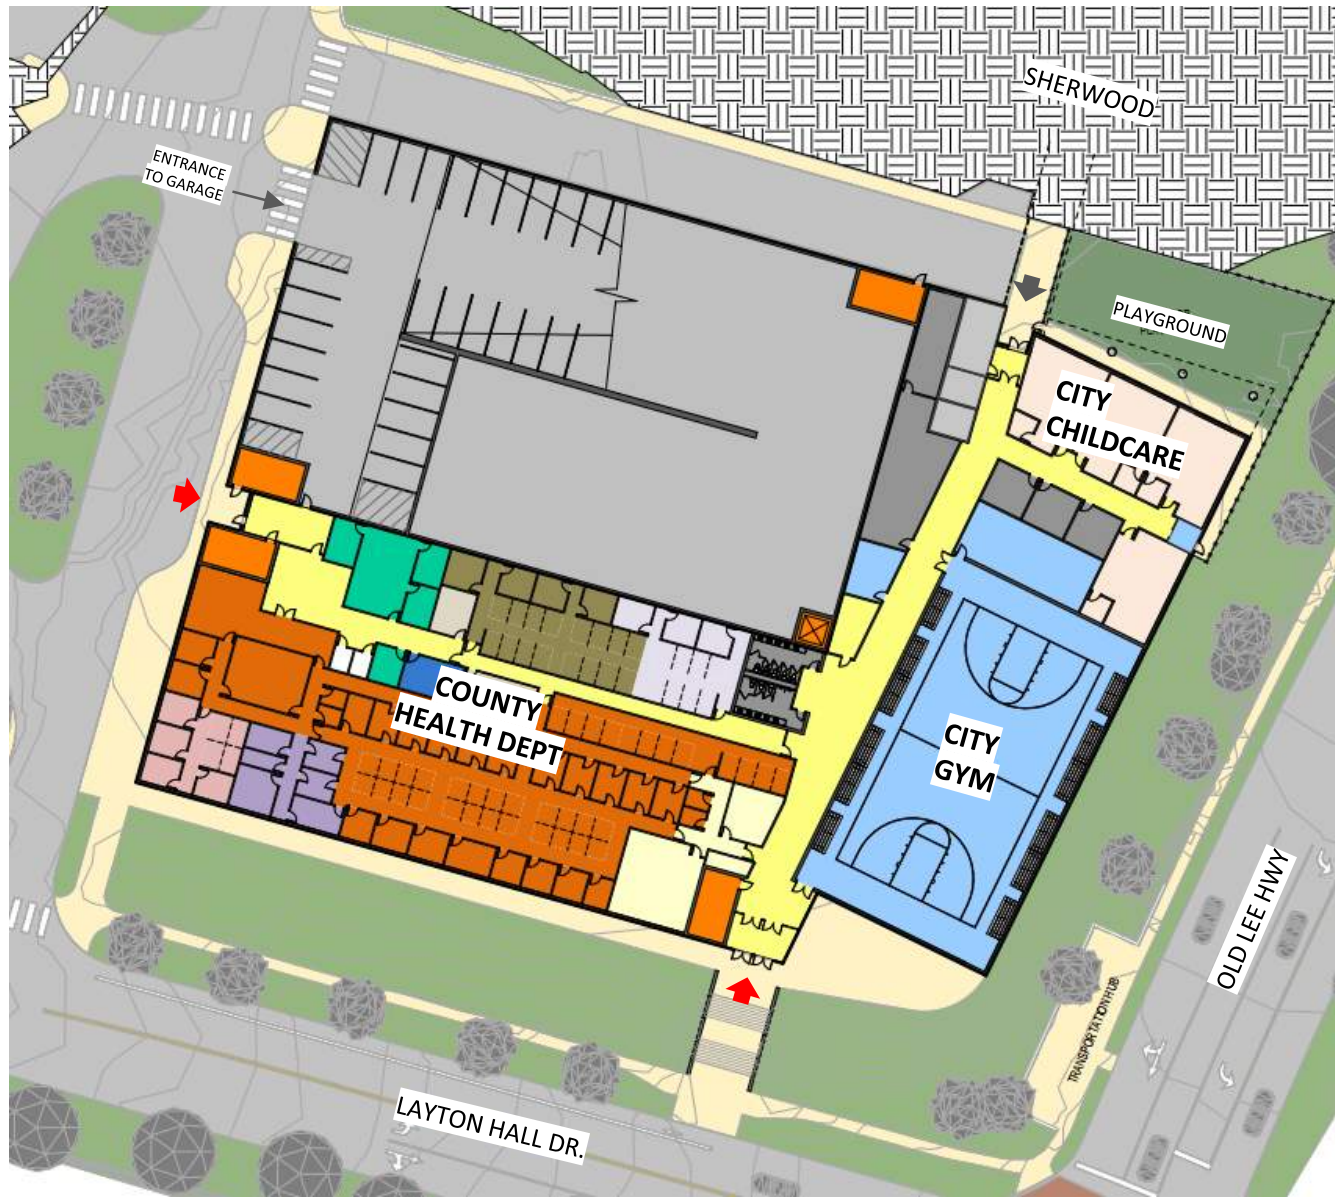 SHERWOOD
ENTRANCE
TO GARAGE
PLAYGROUND
CITY
CHILDCARE
COUNTY
HEALTH DEPT
CITY
GYM
OLD LEE HWY
TRANSPORTATION HUB
LAYTON HALL DR.